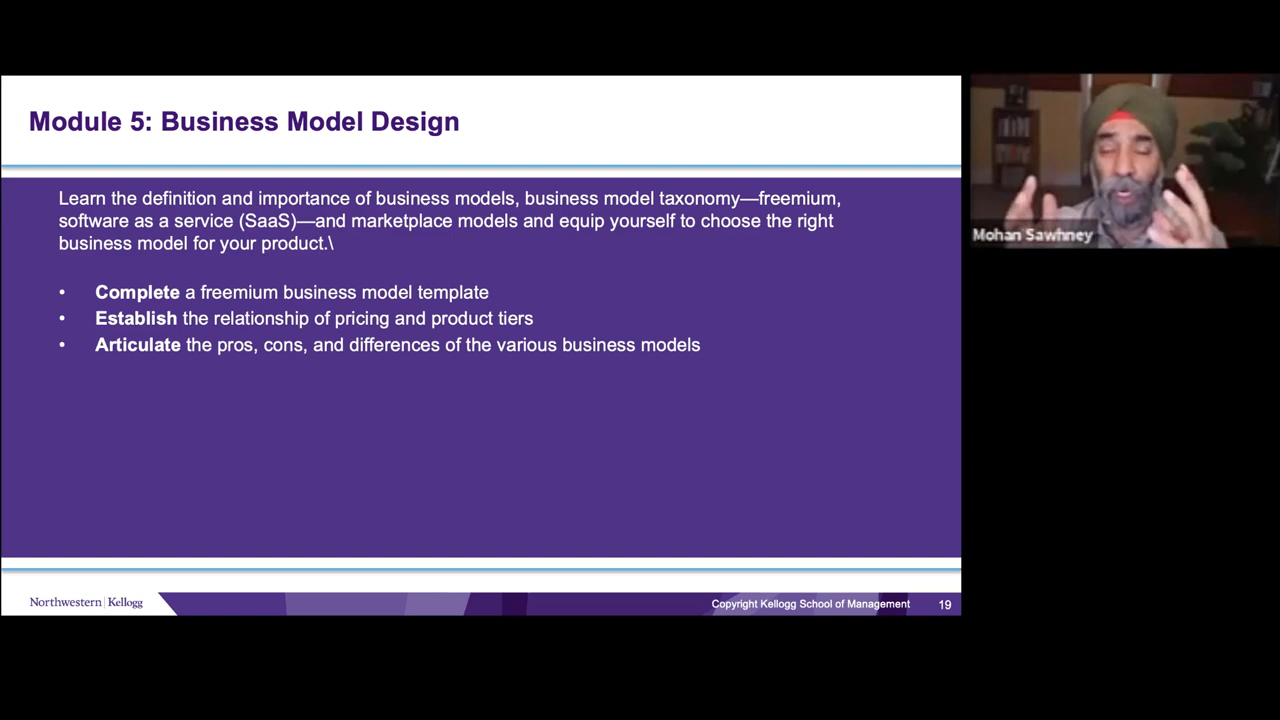 Module 5: Business Model Design
Learn the definition and importance of business models, business model taxonomy—freemium,
software as a service (SaaS)—and marketplace models and equip yourself to choose the right
business model for your product.\
• Complete a freemium business model template
• Establish the relationship of pricing and product tiers
• Articulate the pros, cons, and differences of the various business models
Mohan Sawhney
Northwestern | Kellogg
Copyright Kellogg School of Management 19